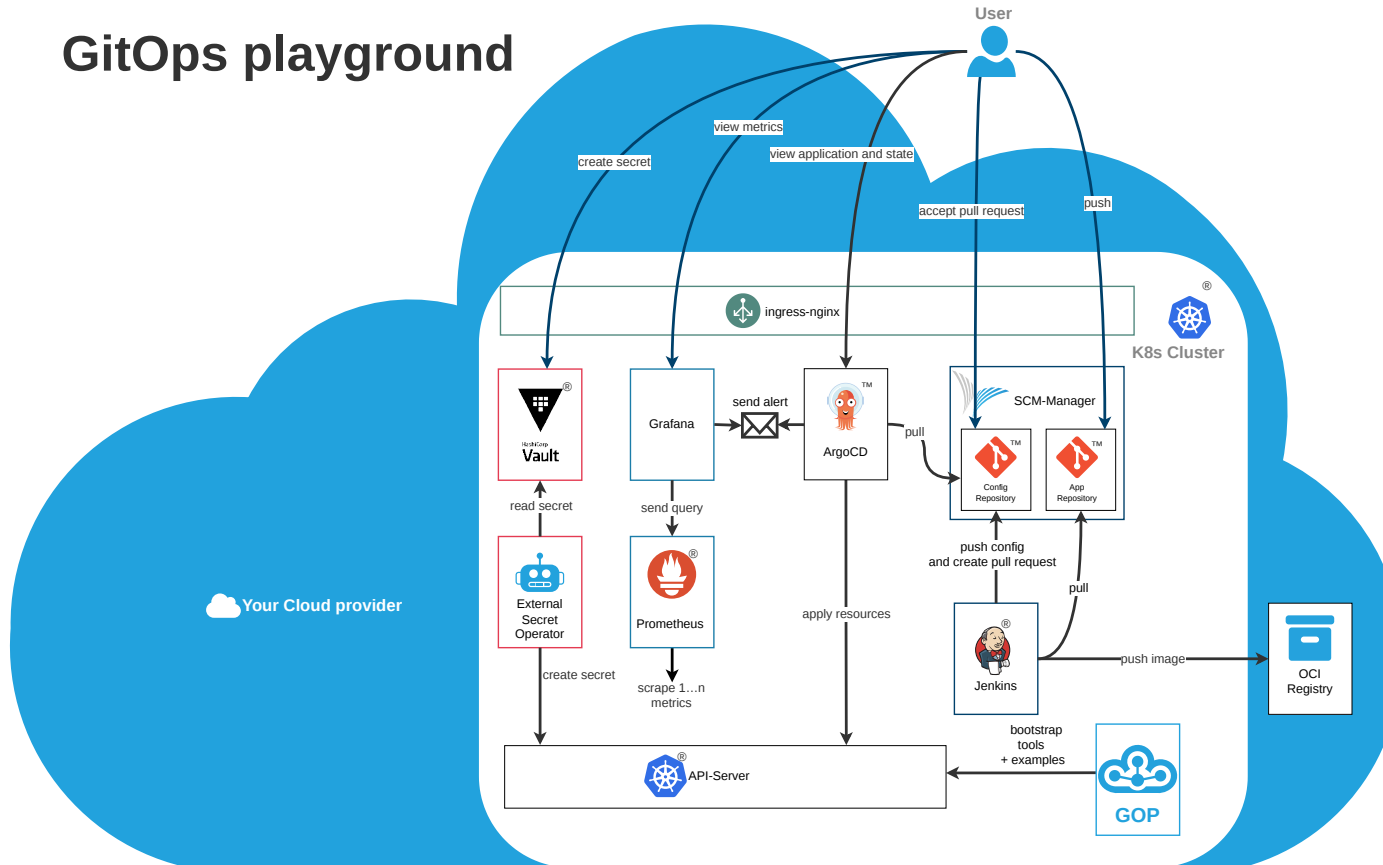 User
GitOps playground
view metrics
view application and state
create secret
push
accept pull request
®
ingress-nginx
K8s Cluster
®
HashiCorp
Vault
Grafana
send alert
TM
ArgoCD
SCM-Manager
pull
TM
Config
Repository
TM
App
Repository
read secret
send query
push config
and create pull request
External
Secret
Operator
®
Prometheus
apply resources
pull
Your Cloud provider
®
Jenkins
push image
OCI
Registry
create secret
scrape 1...n
metrics
bootstrap
tools
+ examples
®
API-Server
GOP